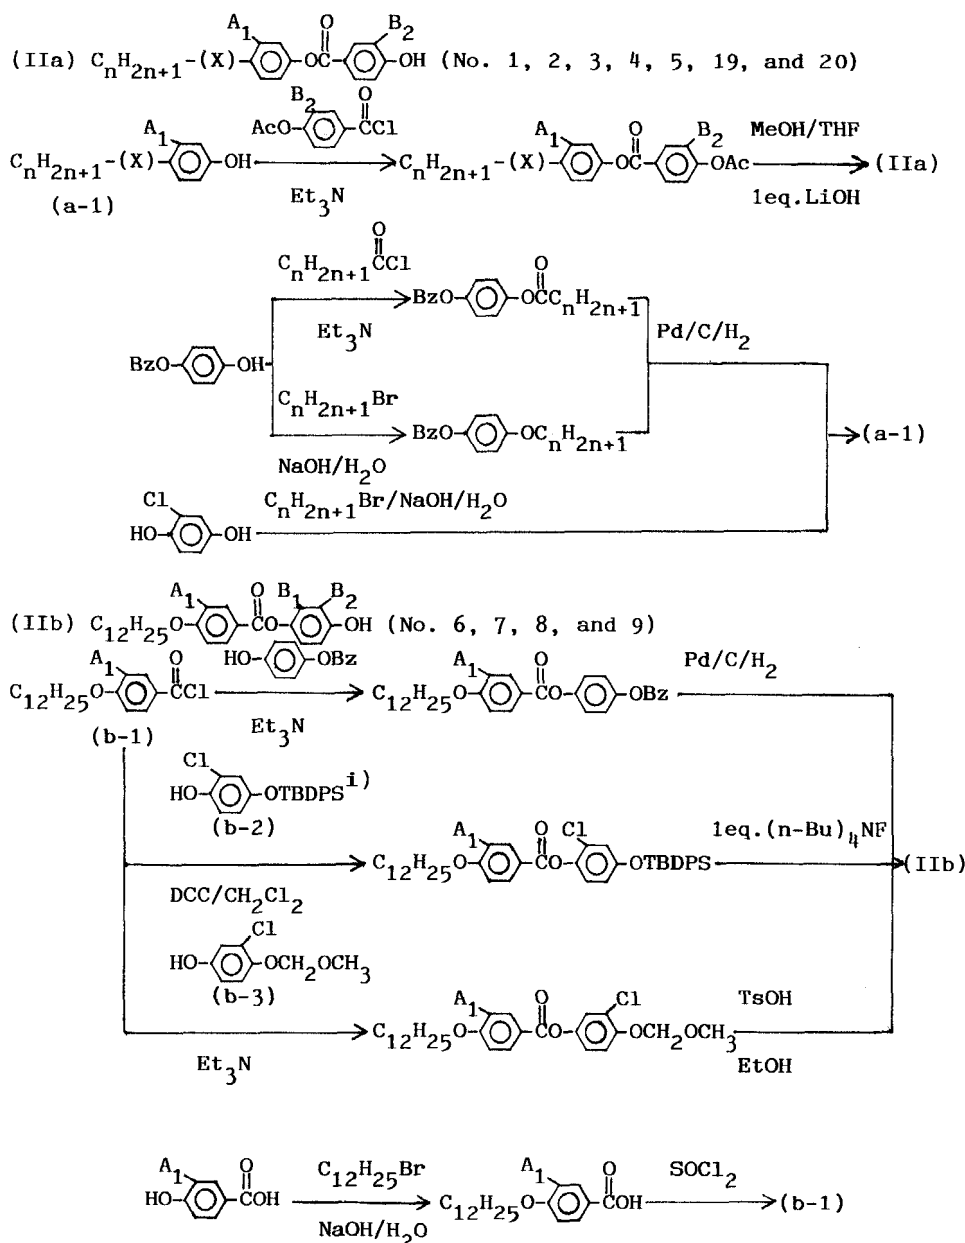 (IIa) CnH2n+1-(X)- A1 -OC(=O)- B2 -OH (No. 1, 2, 3, 4, 5, 19, and 20)
CnH2n+1-(X)- A1 -OH
(a-1)
AcO- B2 O CCl
Et3N
CnH2n+1-(X)- A1 O OC B2 OAc
MeOH/THF
1eq.LiOH
(IIa)
BzO OH
CnH2n+1 O CCl
Et3N
BzO O OCCnH2n+1
CnH2n+1Br
NaOH/H2O
BzO OCnH2n+1
Pd/C/H2
(a-1)
Cl HO OH
CnH2n+1Br/NaOH/H2O
(IIb) C12H25O A1 O CO B1 B2 OH (No. 6, 7, 8, and 9)
C12H25O A1 O CCl
(b-1)
HO OBz
Et3N
C12H25O A1 O CO OBz
Pd/C/H2
Cl HO OTBDPS i)
(b-2)
DCC/CH2Cl2
C12H25O A1 O CO Cl OTBDPS
1eq.(n-Bu)4NF
(IIb)
HO Cl OCH2OCH3
(b-3)
Et3N
C12H25O A1 O CO Cl OCH2OCH3
TsOH
EtOH
HO A1 O COH
C12H25Br
NaOH/H2O
C12H25O A1 O COH
SOCl2
(b-1)